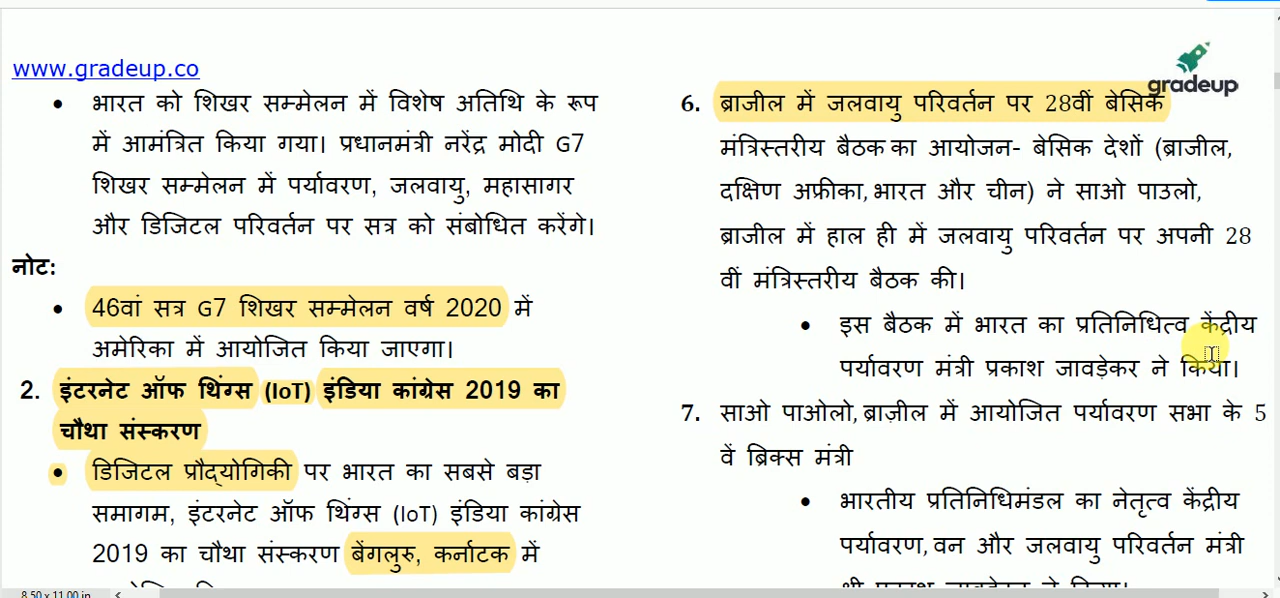 www.gradeup.co
• भारत को शिखर सम्मेलन में विशेष अतिथि के रूप
में आमंत्रित किया गया। प्रधानमंत्री नरेंद्र मोदी G7
शिखर सम्मेलन में पर्यावरण, जलवायु, महासागर
और डिजिटल परिवर्तन पर सत्र को संबोधित करेंगे।
नोट:
• 46वां सत्र G7 शिखर सम्मेलन वर्ष 2020 में
अमेरिका में आयोजित किया जाएगा।
2. इंटरनेट ऑफ थिंग्स (IoT) इंडिया कांग्रेस 2019 का
चौथा संस्करण
• डिजिटल प्रौद्योगिकी पर भारत का सबसे बड़ा
समागम, इंटरनेट ऑफ थिंग्स (IoT) इंडिया कांग्रेस
2019 का चौथा संस्करण बेंगलुरु, कर्नाटक में
gradeup
6. ब्राजील में जलवायु परिवर्तन पर 28वीं बेसिक
मंत्रिस्तरीय बैठक का आयोजन- बेसिक देशों (ब्राजील,
दक्षिण अफ्रीका, भारत और चीन) ने साओ पाउलो,
ब्राजील में हाल ही में जलवायु परिवर्तन पर अपनी 28
वीं मंत्रिस्तरीय बैठक की।
• इस बैठक में भारत का प्रतिनिधित्व केंद्रीय
पर्यावरण मंत्री प्रकाश जावड़ेकर ने किया।
7. साओ पाओलो, ब्राज़ील में आयोजित पर्यावरण सभा के 5
वें ब्रिक्स मंत्री
• भारतीय प्रतिनिधिमंडल का नेतृत्व केंद्रीय
पर्यावरण, वन और जलवायु परिवर्तन मंत्री
8.50 x 11.00 in